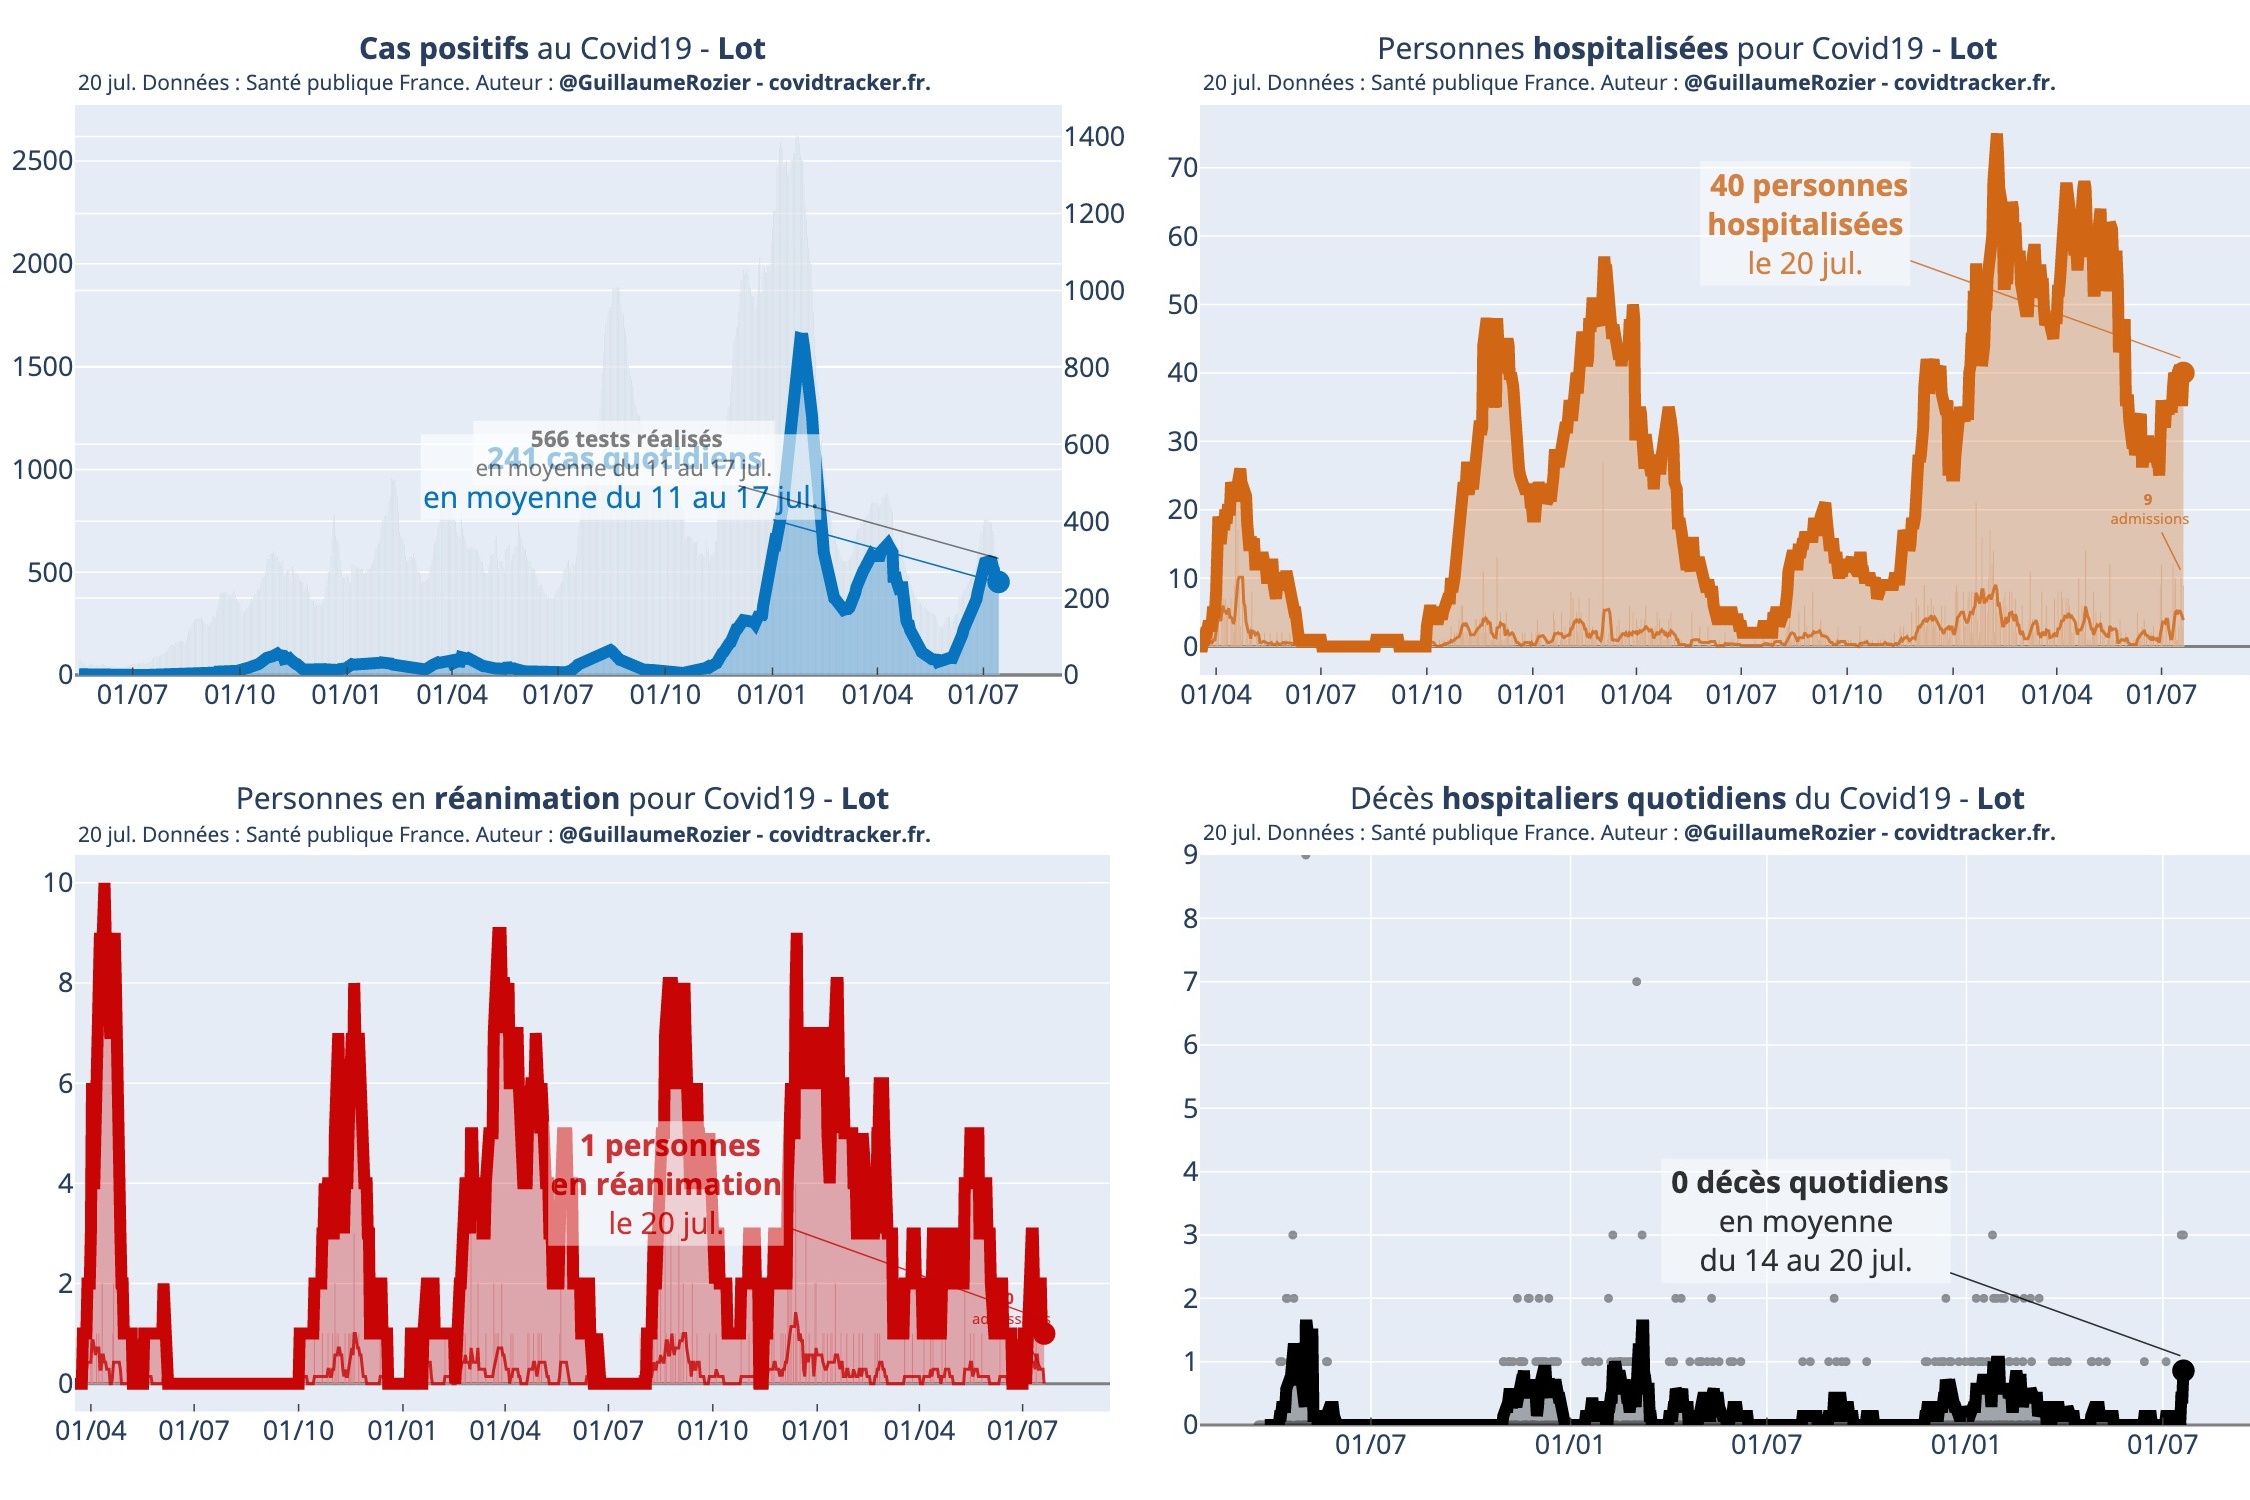 Cas positifs au Covid19 - Lot
20 jul. Données : Santé publique France. Auteur : @GuillaumeRozier - covidtracker.fr.
2500
2000
1500
1000
500
0
1400
1200
1000
800
600
400
200
0
566 tests réalisés
en moyenne du 11 au 17 jul.
241 cas quotidiens
en moyenne du 11 au 17 jul.
01/07 01/10 01/01 01/04 01/07 01/10 01/01 01/04 01/07
Personnes hospitalisées pour Covid19 - Lot
20 jul. Données : Santé publique France. Auteur : @GuillaumeRozier - covidtracker.fr.
70
60
50
40
30
20
10
0
40 personnes
hospitalisées
le 20 jul.
9
admissions
01/04 01/07 01/10 01/01 01/04 01/07 01/10 01/01 01/04 01/07
Personnes en réanimation pour Covid19 - Lot
20 jul. Données : Santé publique France. Auteur : @GuillaumeRozier - covidtracker.fr.
10
8
6
4
2
0
1 personnes
en réanimation
le 20 jul.
0
admissions
01/04 01/07 01/10 01/01 01/04 01/07 01/10 01/01 01/04 01/07
Décès hospitaliers quotidiens du Covid19 - Lot
20 jul. Données : Santé publique France. Auteur : @GuillaumeRozier - covidtracker.fr.
9
8
7
6
5
4
3
2
1
0
0 décès quotidiens
en moyenne
du 14 au 20 jul.
01/07 01/01 01/07 01/01 01/07